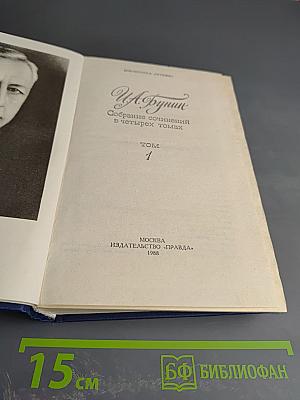 БИБЛИОТЕКА «ОГОНЕК»
И.А.Бунин
Собрание сочинений
в четырех томах
ТОМ
1
МОСКВА
ИЗДАТЕЛЬСТВО «ПРАВДА»
1988
15 см
БФ БИБЛИОФАН